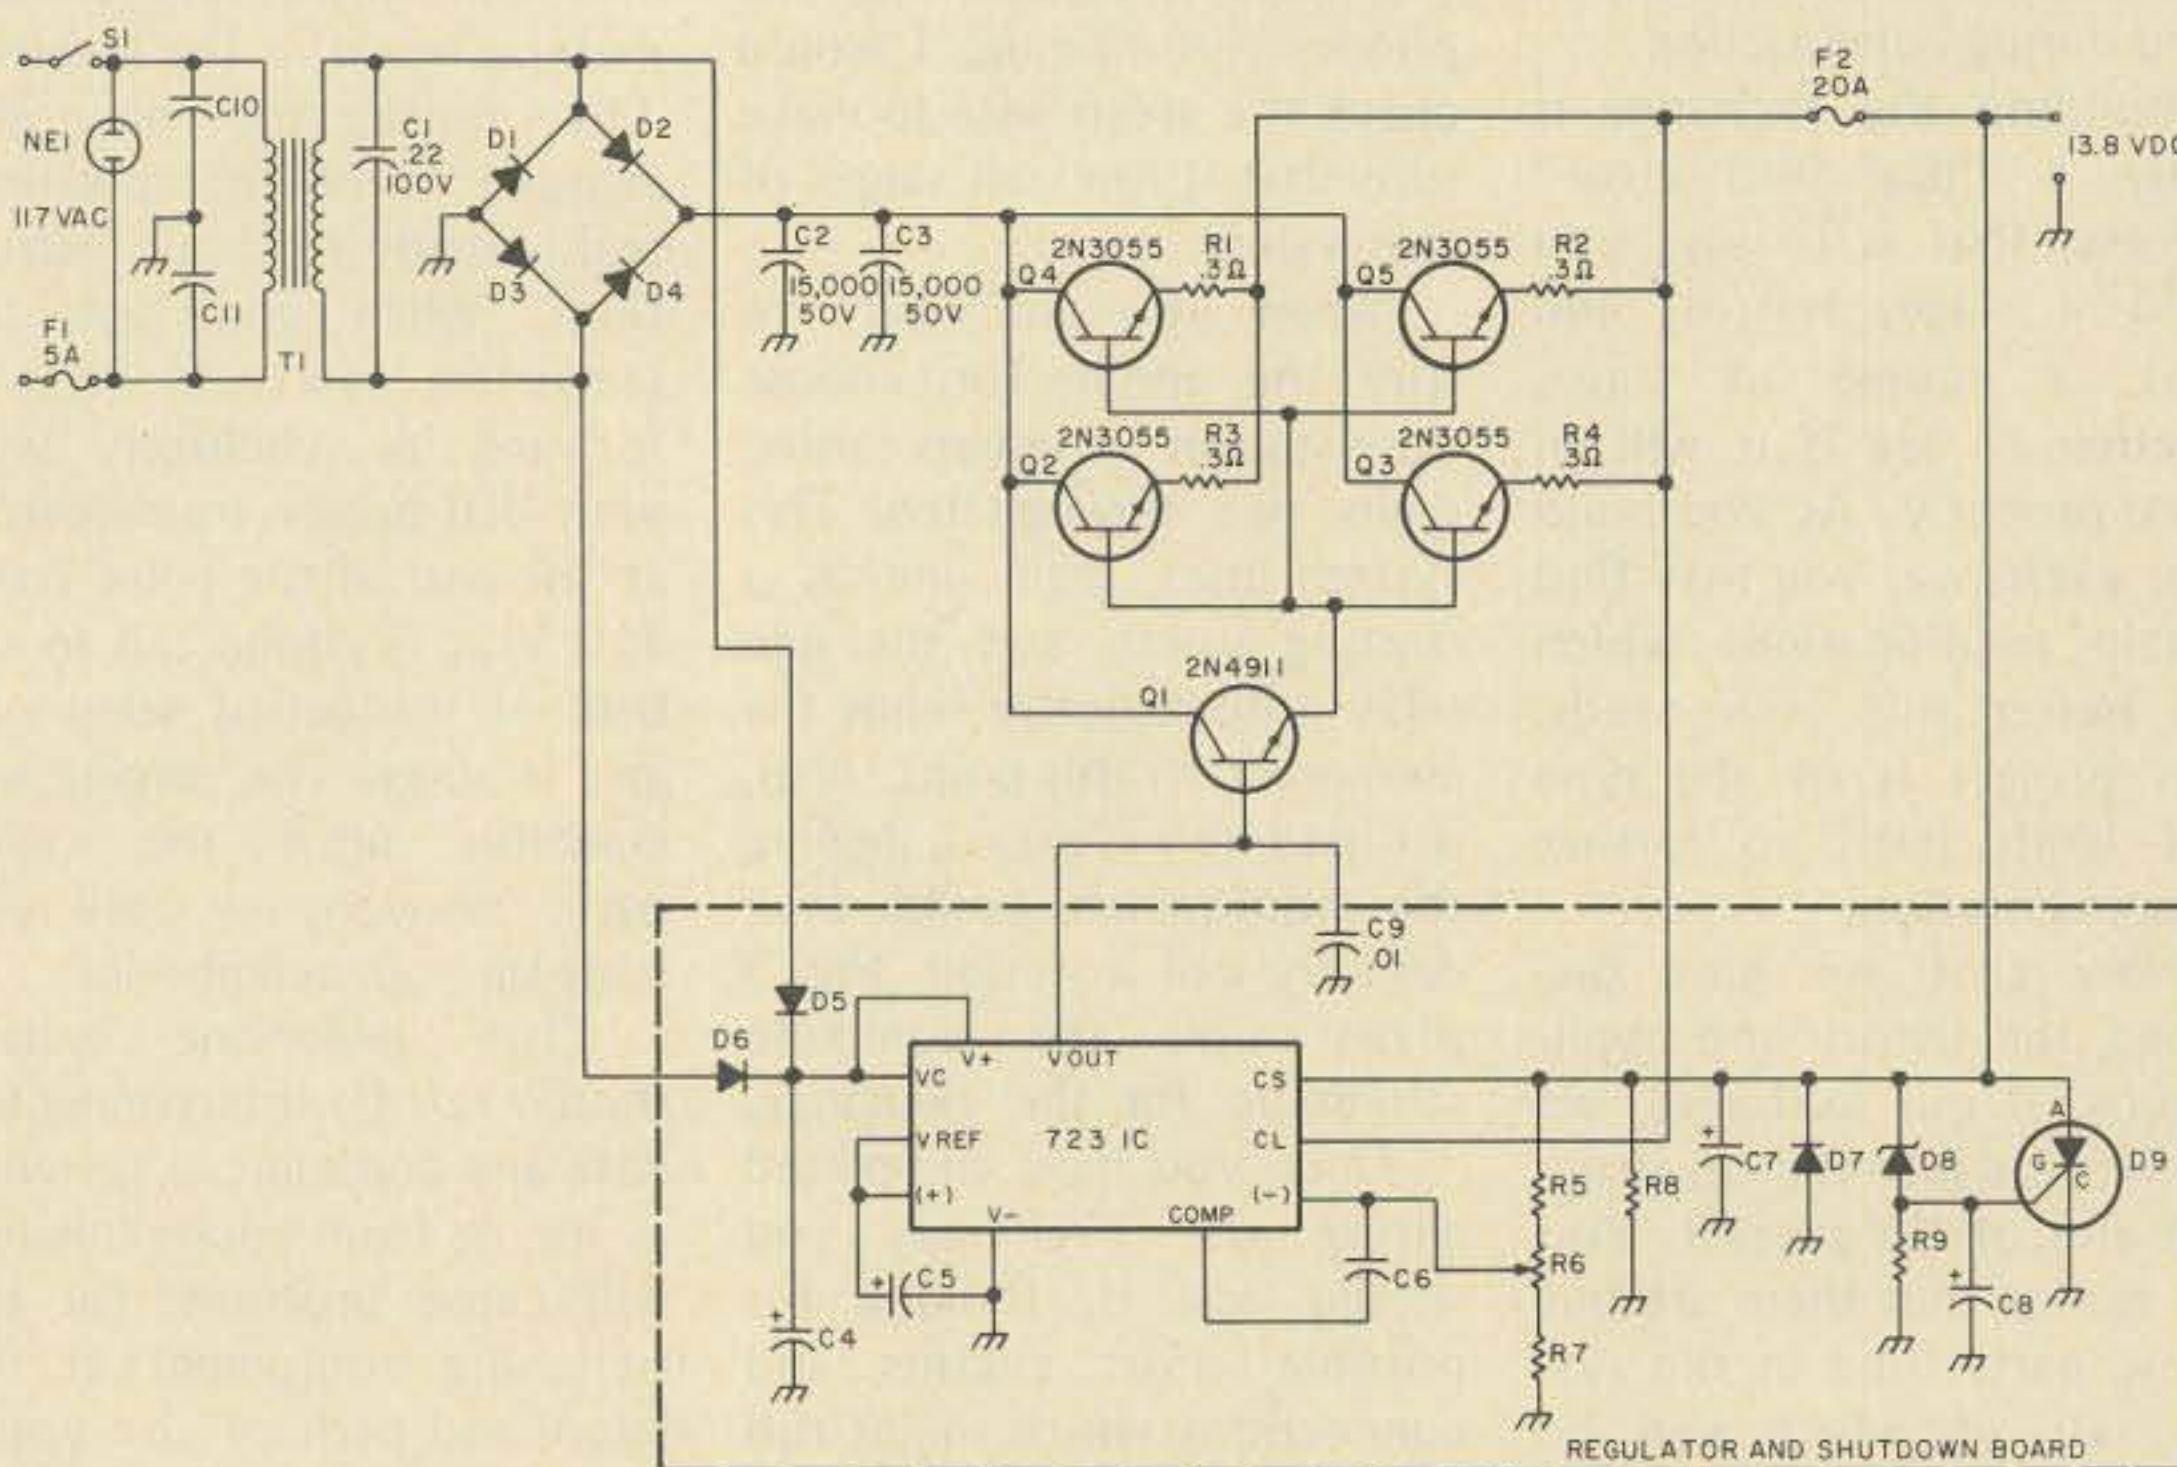 S1
C10
NE1
117 VAC
C11
F1
5A
T1
C1
.22
100V
D1
D2
D3
D4
C2
15,000
50V
C3
15,000
50V
2N3055
Q4
R1
.3Ω
2N3055
Q5
R2
.3Ω
2N3055
Q2
R3
.3Ω
2N3055
Q3
R4
.3Ω
F2
20A
13.8 VDC
2N4911
Q1
C9
.01
D5
D6
V+
V OUT
VC
CS
V REF
723 IC
CL
(+)
(-)
V-
COMP
C5
C4
C6
R5
R6
R7
R8
C7
D7
D8
R9
C8
A
G
C
D9
+
+
+
+
REGULATOR AND SHUTDOWN BOARD